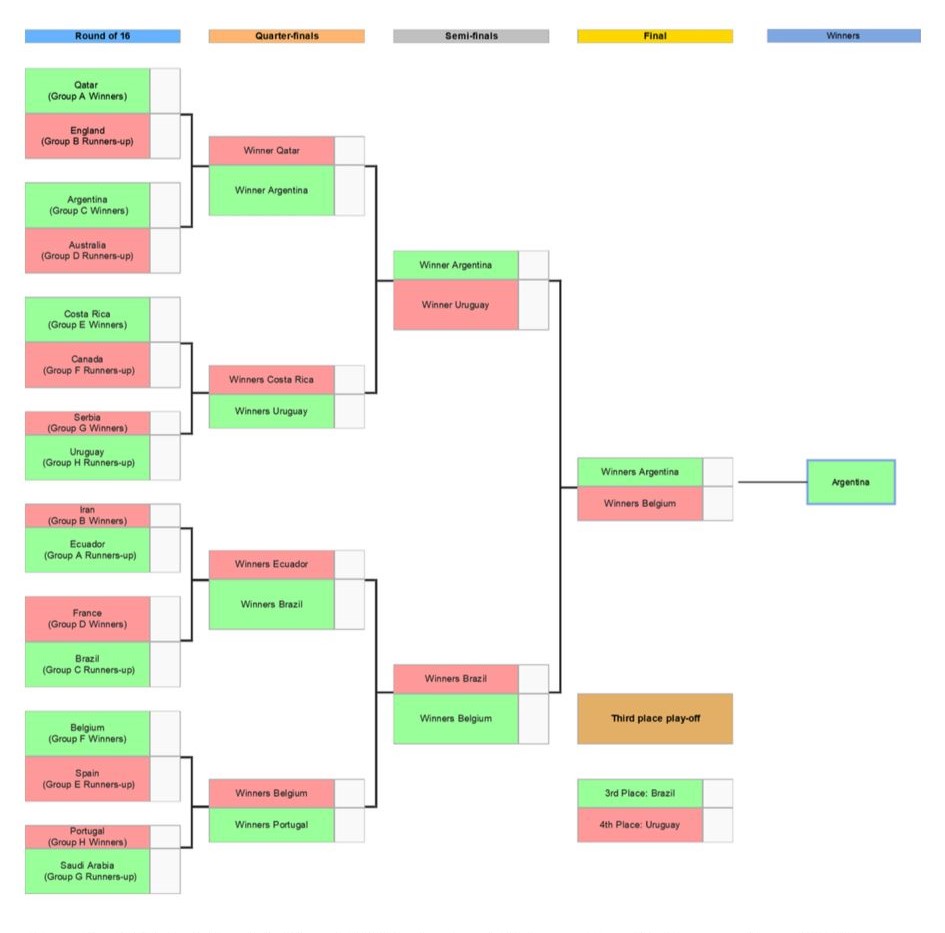 Round of 16
Quarter-finals
Semi-finals
Final
Winners
Qatar
(Group A Winners)
England
(Group B Runners-up)
Argentina
(Group C Winners)
Australia
(Group D Runners-up)
Costa Rica
(Group E Winners)
Canada
(Group F Runners-up)
Serbia
(Group G Winners)
Uruguay
(Group H Runners-up)
Iran
(Group B Winners)
Ecuador
(Group A Runners-up)
France
(Group D Winners)
Brazil
(Group C Runners-up)
Belgium
(Group F Winners)
Spain
(Group E Runners-up)
Portugal
(Group H Winners)
Saudi Arabia
(Group G Runners-up)
Winner Qatar
Winner Argentina
Winners Costa Rica
Winners Uruguay
Winners Ecuador
Winners Brazil
Winners Belgium
Winners Portugal
Winner Argentina
Winner Uruguay
Winners Brazil
Winners Belgium
Winners Argentina
Winners Belgium
Third place play-off
3rd Place: Brazil
4th Place: Uruguay
Argentina